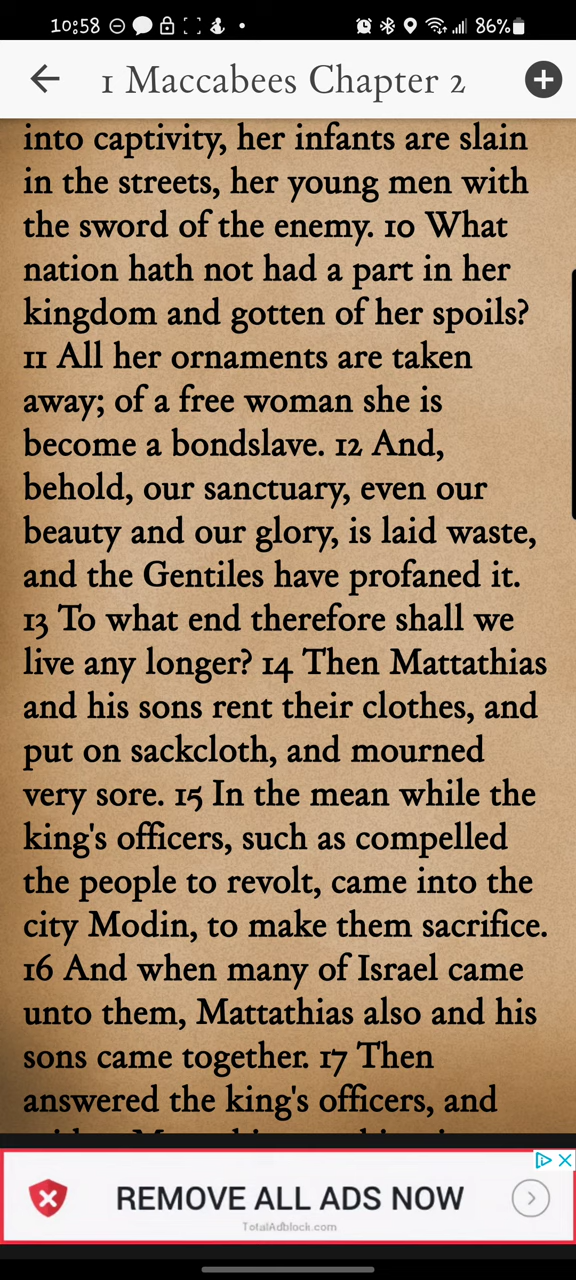 10:58 86%
1 Maccabees Chapter 2
into captivity, her infants are slain
in the streets, her young men with
the sword of the enemy. 10 What
nation hath not had a part in her
kingdom and gotten of her spoils?
11 All her ornaments are taken
away; of a free woman she is
become a bondslave. 12 And,
behold, our sanctuary, even our
beauty and our glory, is laid waste,
and the Gentiles have profaned it.
13 To what end therefore shall we
live any longer? 14 Then Mattathias
and his sons rent their clothes, and
put on sackcloth, and mourned
very sore. 15 In the mean while the
king's officers, such as compelled
the people to revolt, came into the
city Modin, to make them sacrifice.
16 And when many of Israel came
unto them, Mattathias also and his
sons came together. 17 Then
answered the king's officers, and
REMOVE ALL ADS NOW
TotalAdblock.com